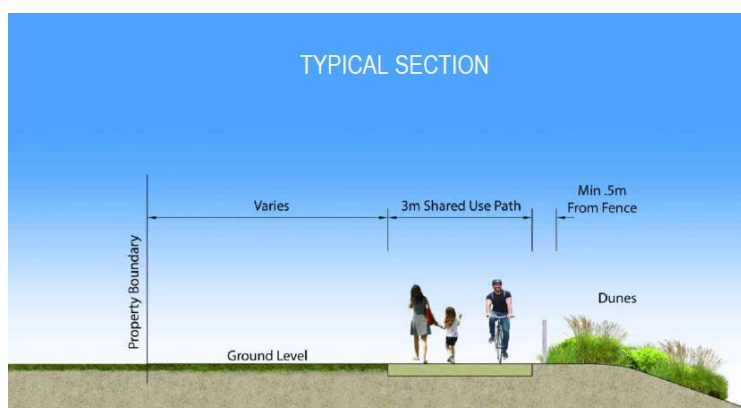 TYPICAL SECTION
Min .5m
From Fence
Varies
3m Shared Use Path
Property Boundary
Dunes
Ground Level